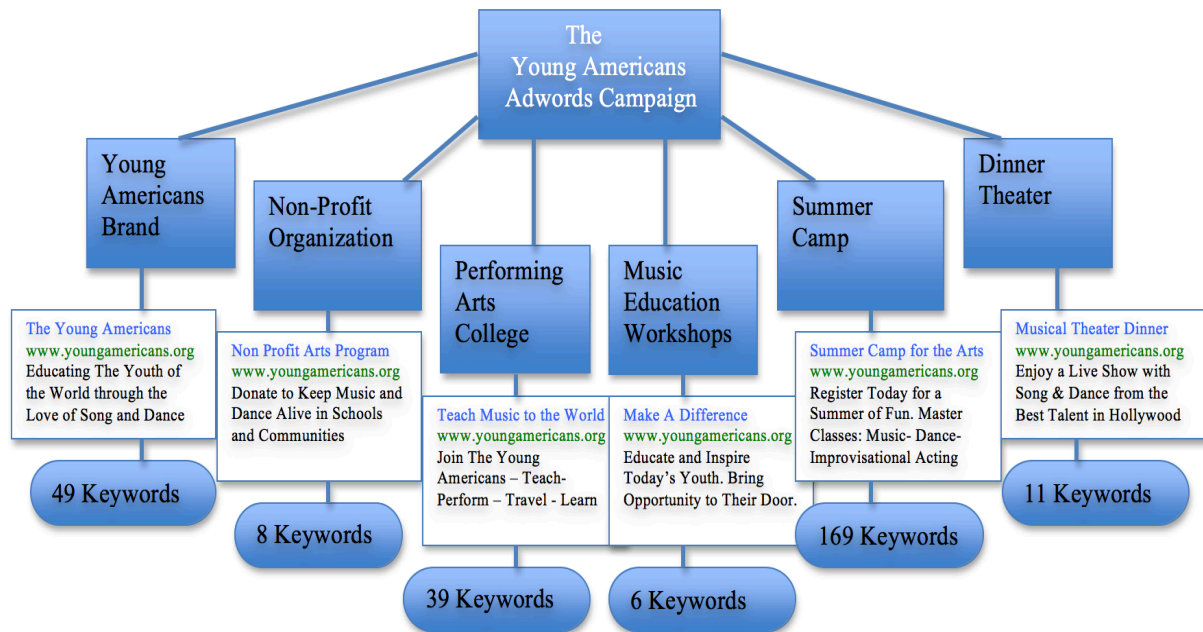 The
Young Americans
Adwords Campaign
Young
Americans
Brand
Non-Profit
Organization
Performing
Arts
College
Music
Education
Workshops
Summer
Camp
Dinner
Theater
The Young Americans
www.youngamericans.org
Educating The Youth of
the World through the
Love of Song and Dance
Non Profit Arts Program
www.youngamericans.org
Donate to Keep Music and
Dance Alive in Schools
and Communities
Teach Music to the World
www.youngamericans.org
Join The Young
Americans – Teach-
Perform – Travel - Learn
Make A Difference
www.youngamericans.org
Educate and Inspire
Today’s Youth. Bring
Opportunity to Their Door.
Summer Camp for the Arts
www.youngamericans.org
Register Today for a
Summer of Fun. Master
Classes: Music- Dance-
Improvisational Acting
Musical Theater Dinner
www.youngamericans.org
Enjoy a Live Show with
Song & Dance from the
Best Talent in Hollywood
49 Keywords
8 Keywords
39 Keywords
6 Keywords
169 Keywords
11 Keywords